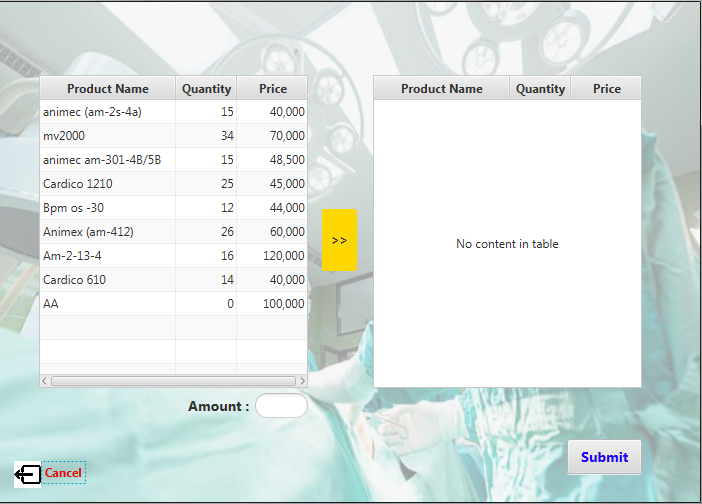 Product Name Quantity Price
animec (am-2s-4a) 15 40,000
mv2000 34 70,000
animec am-301-4B/5B 15 48,500
Cardico 1210 25 45,000
Bpm os -30 12 44,000
Animex (am-412) 26 60,000
Am-2-13-4 16 120,000
Cardico 610 14 40,000
AA 0 100,000
Amount :
>>
Product Name Quantity Price
No content in table
Submit
Cancel